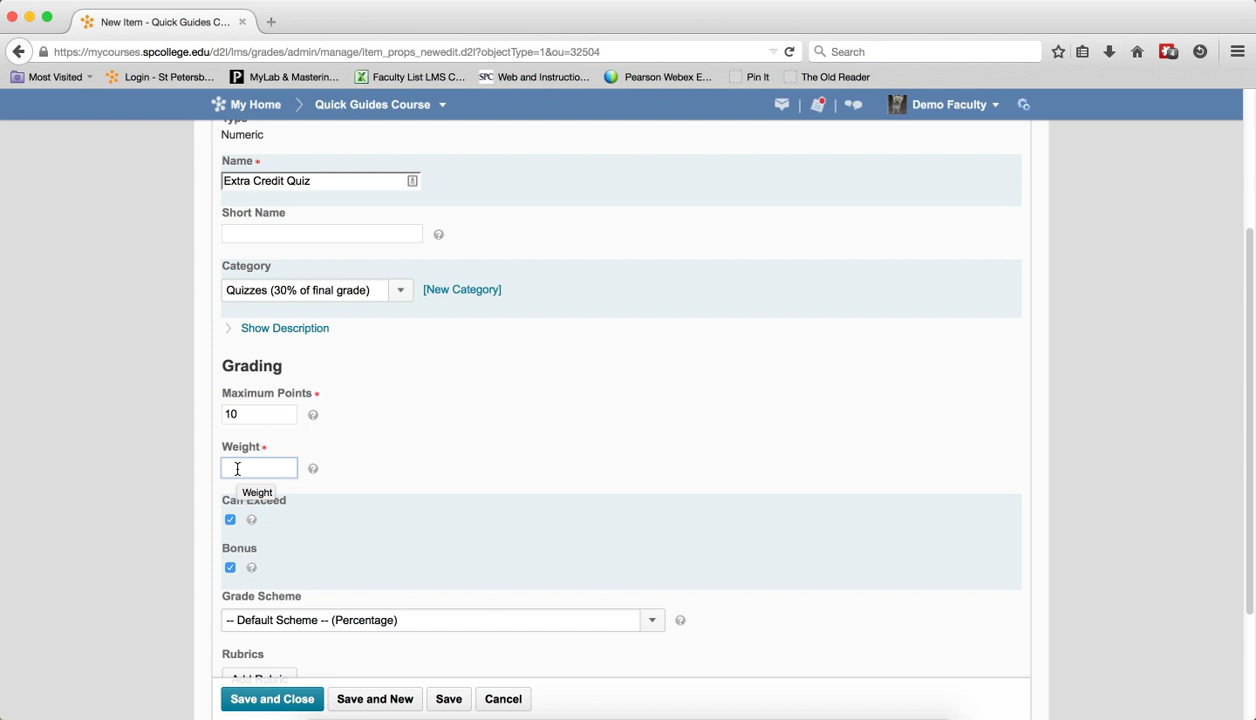 New Item - Quick Guides C...
https://mycourses.spcollege.edu/d2l/lms/grades/admin/manage/item_props_newedit.d2l?objectType=1&ou=32504
Search
Most Visited
Login - St Petersb...
MyLab & Masterin...
Faculty List LMS C...
SPC Web and Instructio...
Pearson Webex E...
Pin It
The Old Reader
My Home
Quick Guides Course
Demo Faculty
Type
Numeric
Name *
Extra Credit Quiz
Short Name
Category
Quizzes (30% of final grade)
[New Category]
Show Description
Grading
Maximum Points *
10
Weight *
Weight
Can Exceed
Bonus
Grade Scheme
-- Default Scheme -- (Percentage)
Rubrics
Add Rubric
Save and Close
Save and New
Save
Cancel